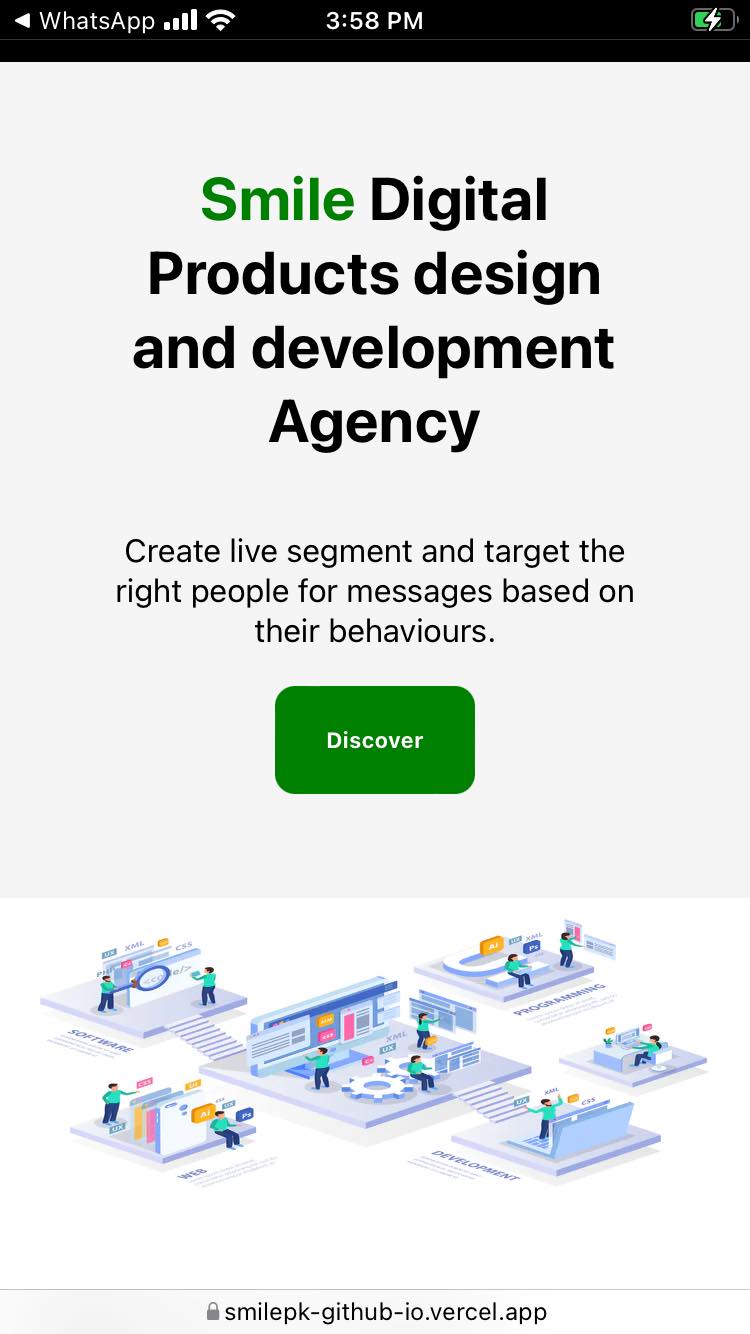 WhatsApp
3:58 PM
Smile Digital
Products design
and development
Agency
Create live segment and target the
right people for messages based on
their behaviours.
Discover
UX
XML
CSS
SOFTWARE
Ai
UX
XML
Ps
PROGRAMMING
XML
UX
CSS
CSS
UX
Ai
UX
Ps
WEB
UX
XML
CSS
DEVELOPMENT
smilepk-github-io.vercel.app